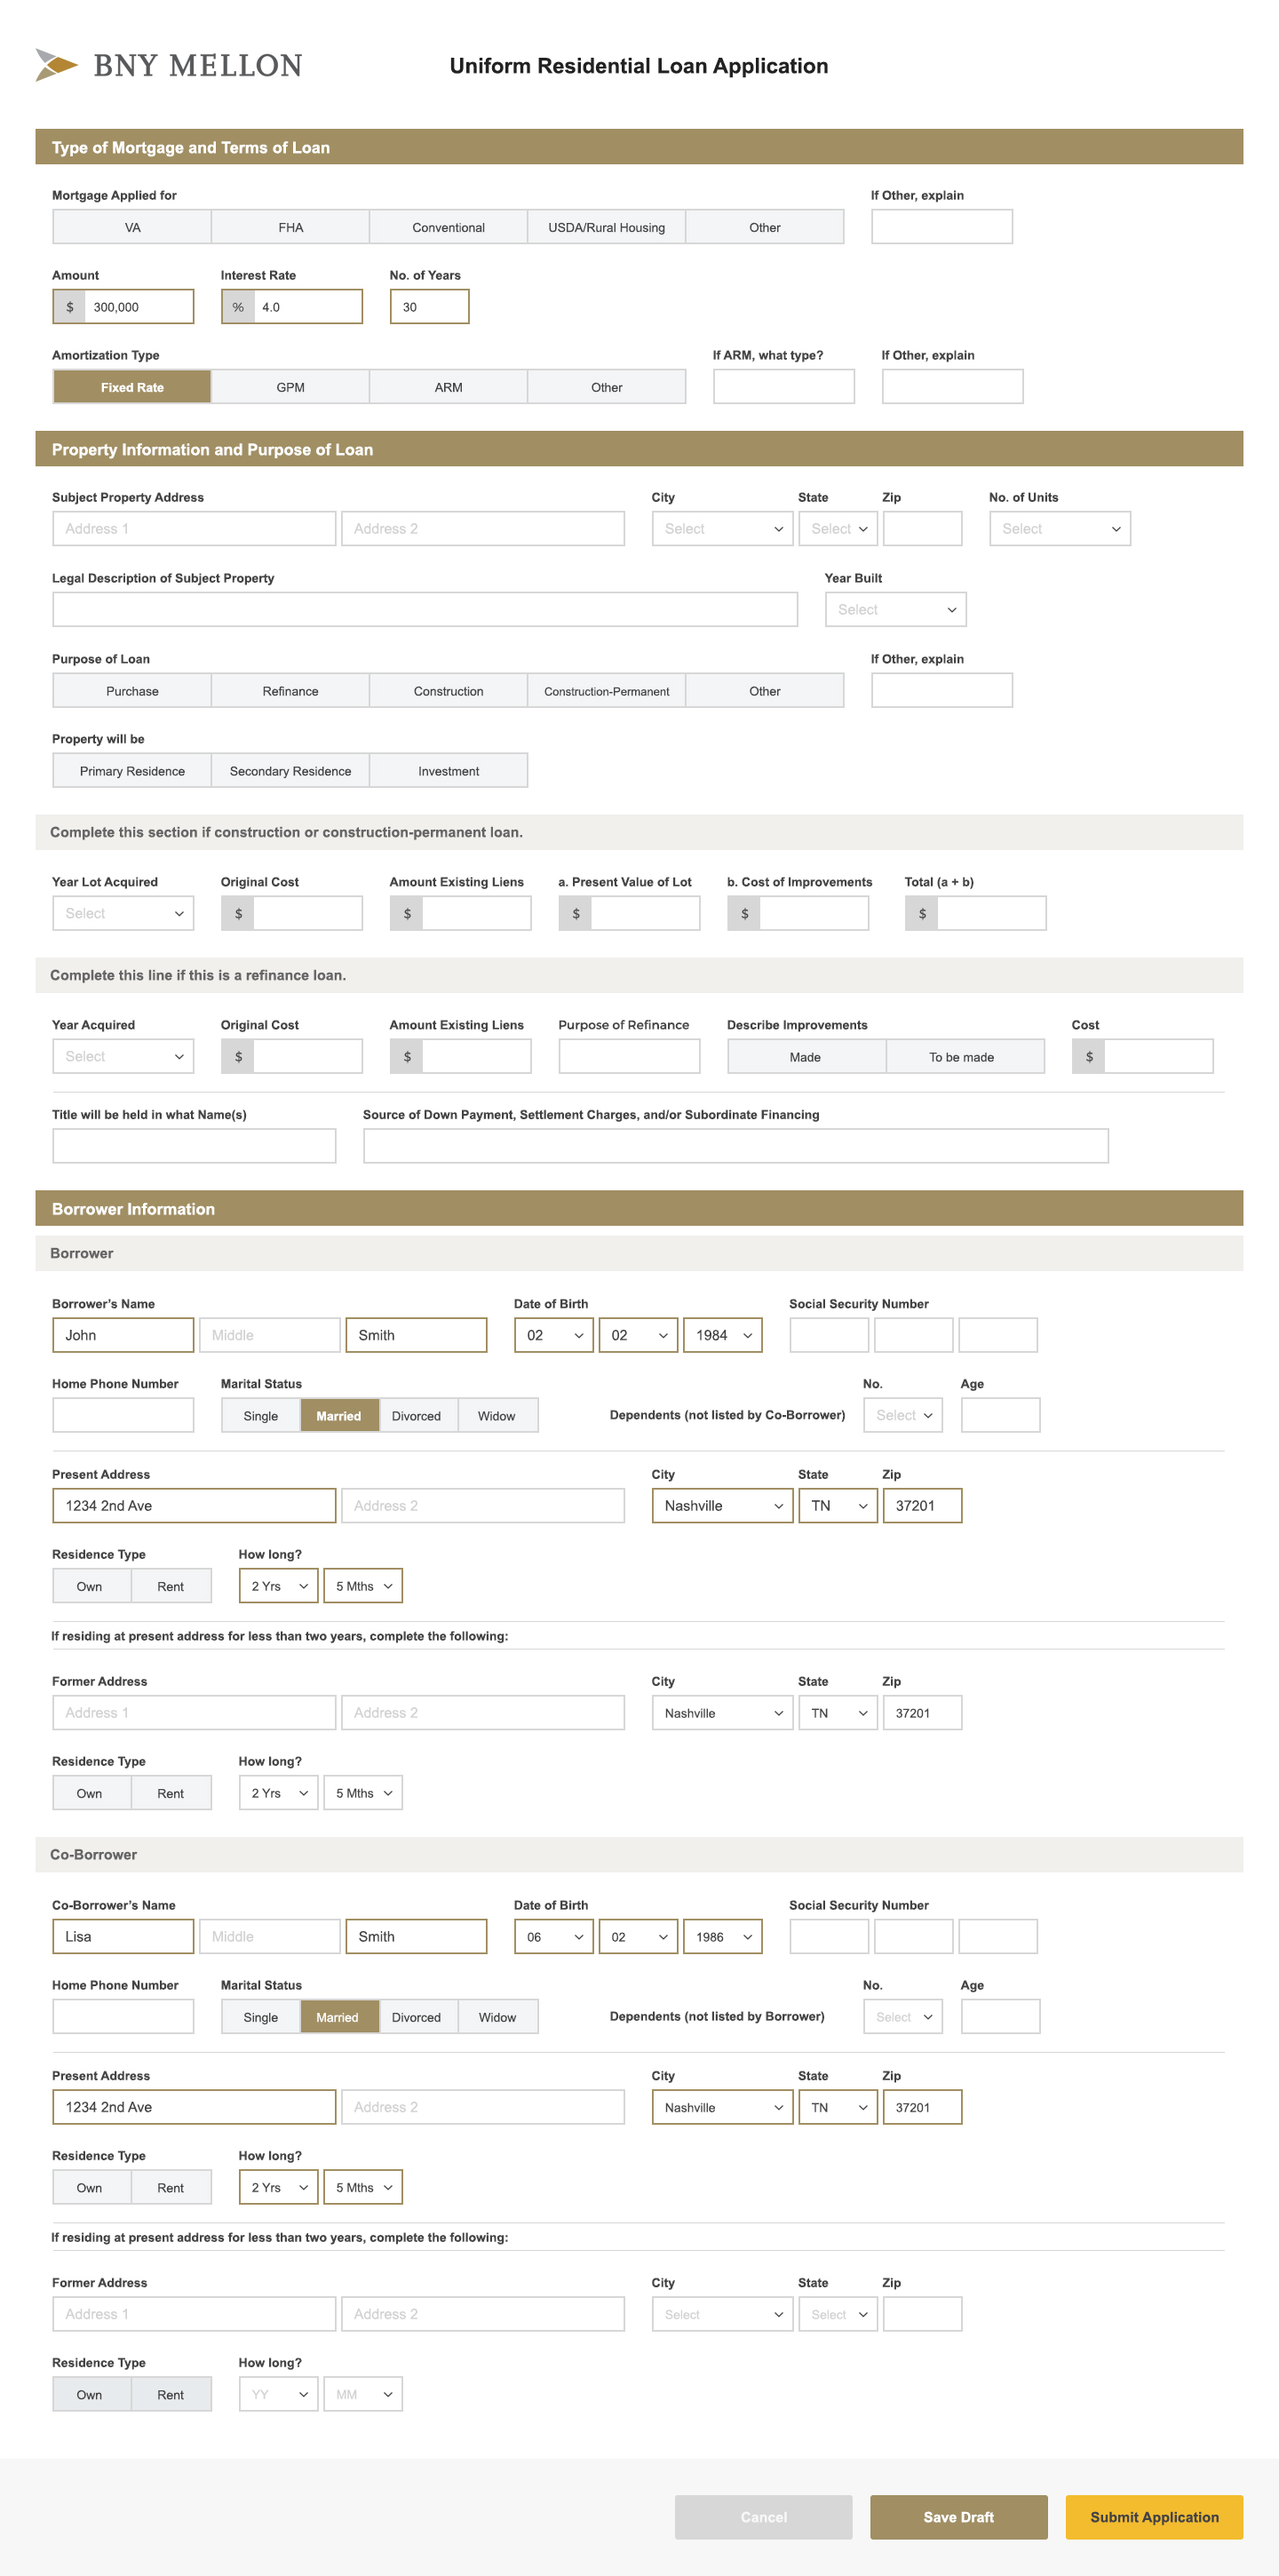 BNY MELLON
Uniform Residential Loan Application
Type of Mortgage and Terms of Loan
Mortgage Applied for If Other, explain
VA FHA Conventional USDA/Rural Housing Other
Amount Interest Rate No. of Years
$ 300,000 % 4.0 30
Amortization Type If ARM, what type? If Other, explain
Fixed Rate GPM ARM Other
Property Information and Purpose of Loan
Subject Property Address City State Zip No. of Units
Address 1 Address 2 Select Select Select
Legal Description of Subject Property Year Built
Select
Purpose of Loan If Other, explain
Purchase Refinance Construction Construction-Permanent Other
Property will be
Primary Residence Secondary Residence Investment
Complete this section if construction or construction-permanent loan.
Year Lot Acquired Original Cost Amount Existing Liens a. Present Value of Lot b. Cost of Improvements Total (a + b)
Select $ $ $ $ $
Complete this line if this is a refinance loan.
Year Acquired Original Cost Amount Existing Liens Purpose of Refinance Describe Improvements Cost
Select $ $ Made To be made $
Title will be held in what Name(s) Source of Down Payment, Settlement Charges, and/or Subordinate Financing
Borrower Information
Borrower
Borrower’s Name Date of Birth Social Security Number
John Middle Smith 02 02 1984
Home Phone Number Marital Status No. Age
Single Married Divorced Widow Dependents (not listed by Co-Borrower) Select
Present Address City State Zip
1234 2nd Ave Address 2 Nashville TN 37201
Residence Type How long?
Own Rent 2 Yrs 5 Mths
If residing at present address for less than two years, complete the following:
Former Address City State Zip
Address 1 Address 2 Nashville TN 37201
Residence Type How long?
Own Rent 2 Yrs 5 Mths
Co-Borrower
Co-Borrower’s Name Date of Birth Social Security Number
Lisa Middle Smith 06 02 1986
Home Phone Number Marital Status No. Age
Single Married Divorced Widow Dependents (not listed by Borrower) Select
Present Address City State Zip
1234 2nd Ave Address 2 Nashville TN 37201
Residence Type How long?
Own Rent 2 Yrs 5 Mths
If residing at present address for less than two years, complete the following:
Former Address City State Zip
Address 1 Address 2 Select Select
Residence Type How long?
Own Rent YY MM
Cancel Save Draft Submit Application